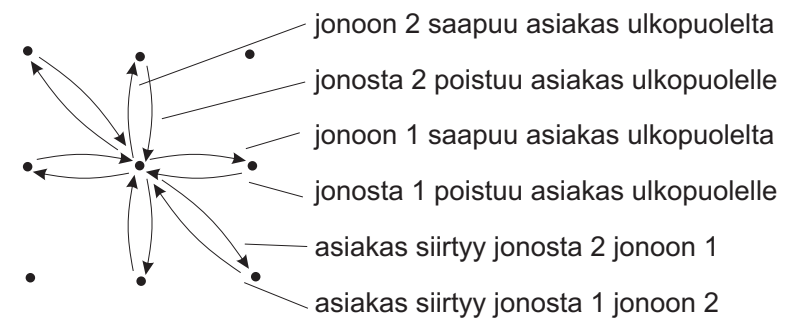 jonoon 2 saapuu asiakas ulkopuolelta
jonosta 2 poistuu asiakas ulkopuolelle
jonoon 1 saapuu asiakas ulkopuolelta
jonosta 1 poistuu asiakas ulkopuolelle
asiakas siirtyy jonosta 2 jonoon 1
asiakas siirtyy jonosta 1 jonoon 2